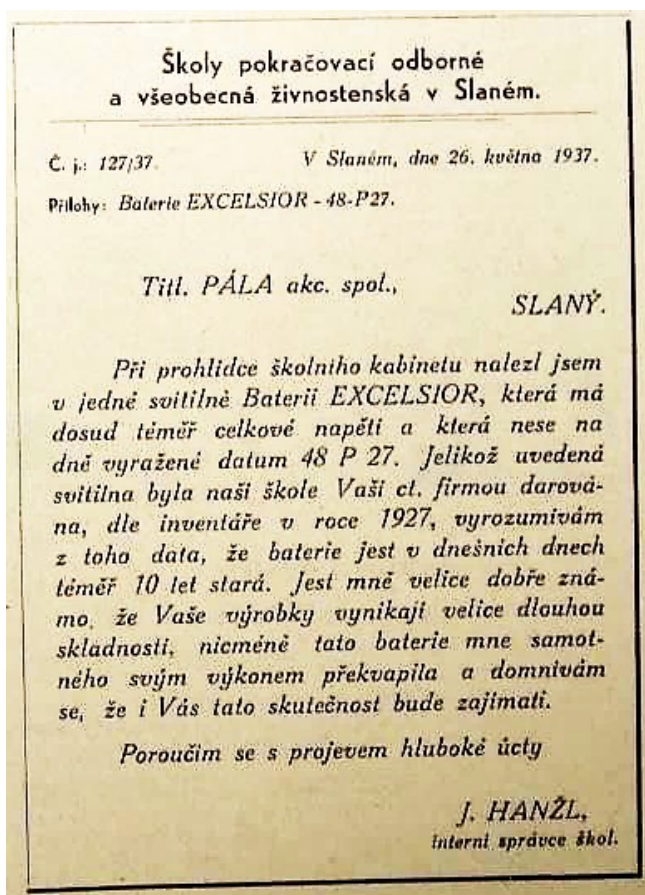 Školy pokračovací odborné
a všeobecná živnostenská v Slaném.
Č. j.: 127/37. V Slaném, dne 26. května 1937.
Přílohy: Baterie EXCELSIOR - 48-P27.
Titl. PÁLA akc. spol.,
SLANÝ.
Při prohlídce školního kabinetu nalezl jsem
v jedné svítilně Baterii EXCELSIOR, která má
dosud téměř celkové napětí a která nese na
dně vyražené datum 48 P 27. Jelikož uvedená
svítilna byla naší škole Vaší ct. firmou darová-
na, dle inventáře v roce 1927, vyrozumívám
z toho data, že baterie jest v dnešních dnech
téměř 10 let stará. Jest mně velice dobře zná-
mo, že Vaše výrobky vynikají velice dlouhou
skladností, nicméně tato baterie mne samot-
ného svým výkonem překvapila a domnívám
se, že i Vás tato skutečnost bude zajímati.
Poroučím se s projevem hluboké úcty
J. HANŽL,
interní správce škol.